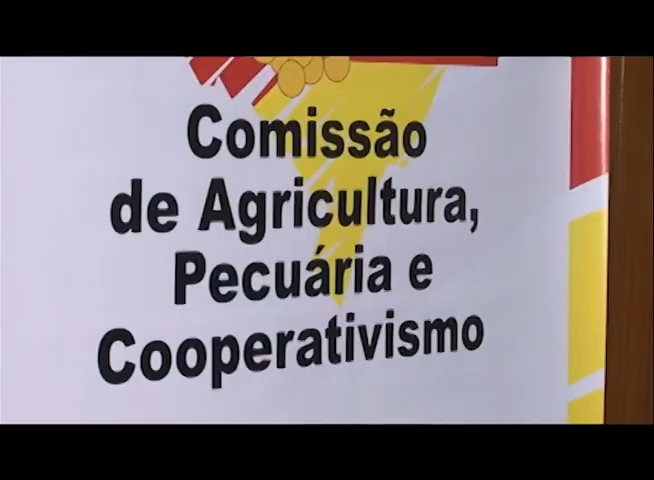 Comissão
de Agricultura,
Pecuária e
Cooperativismo